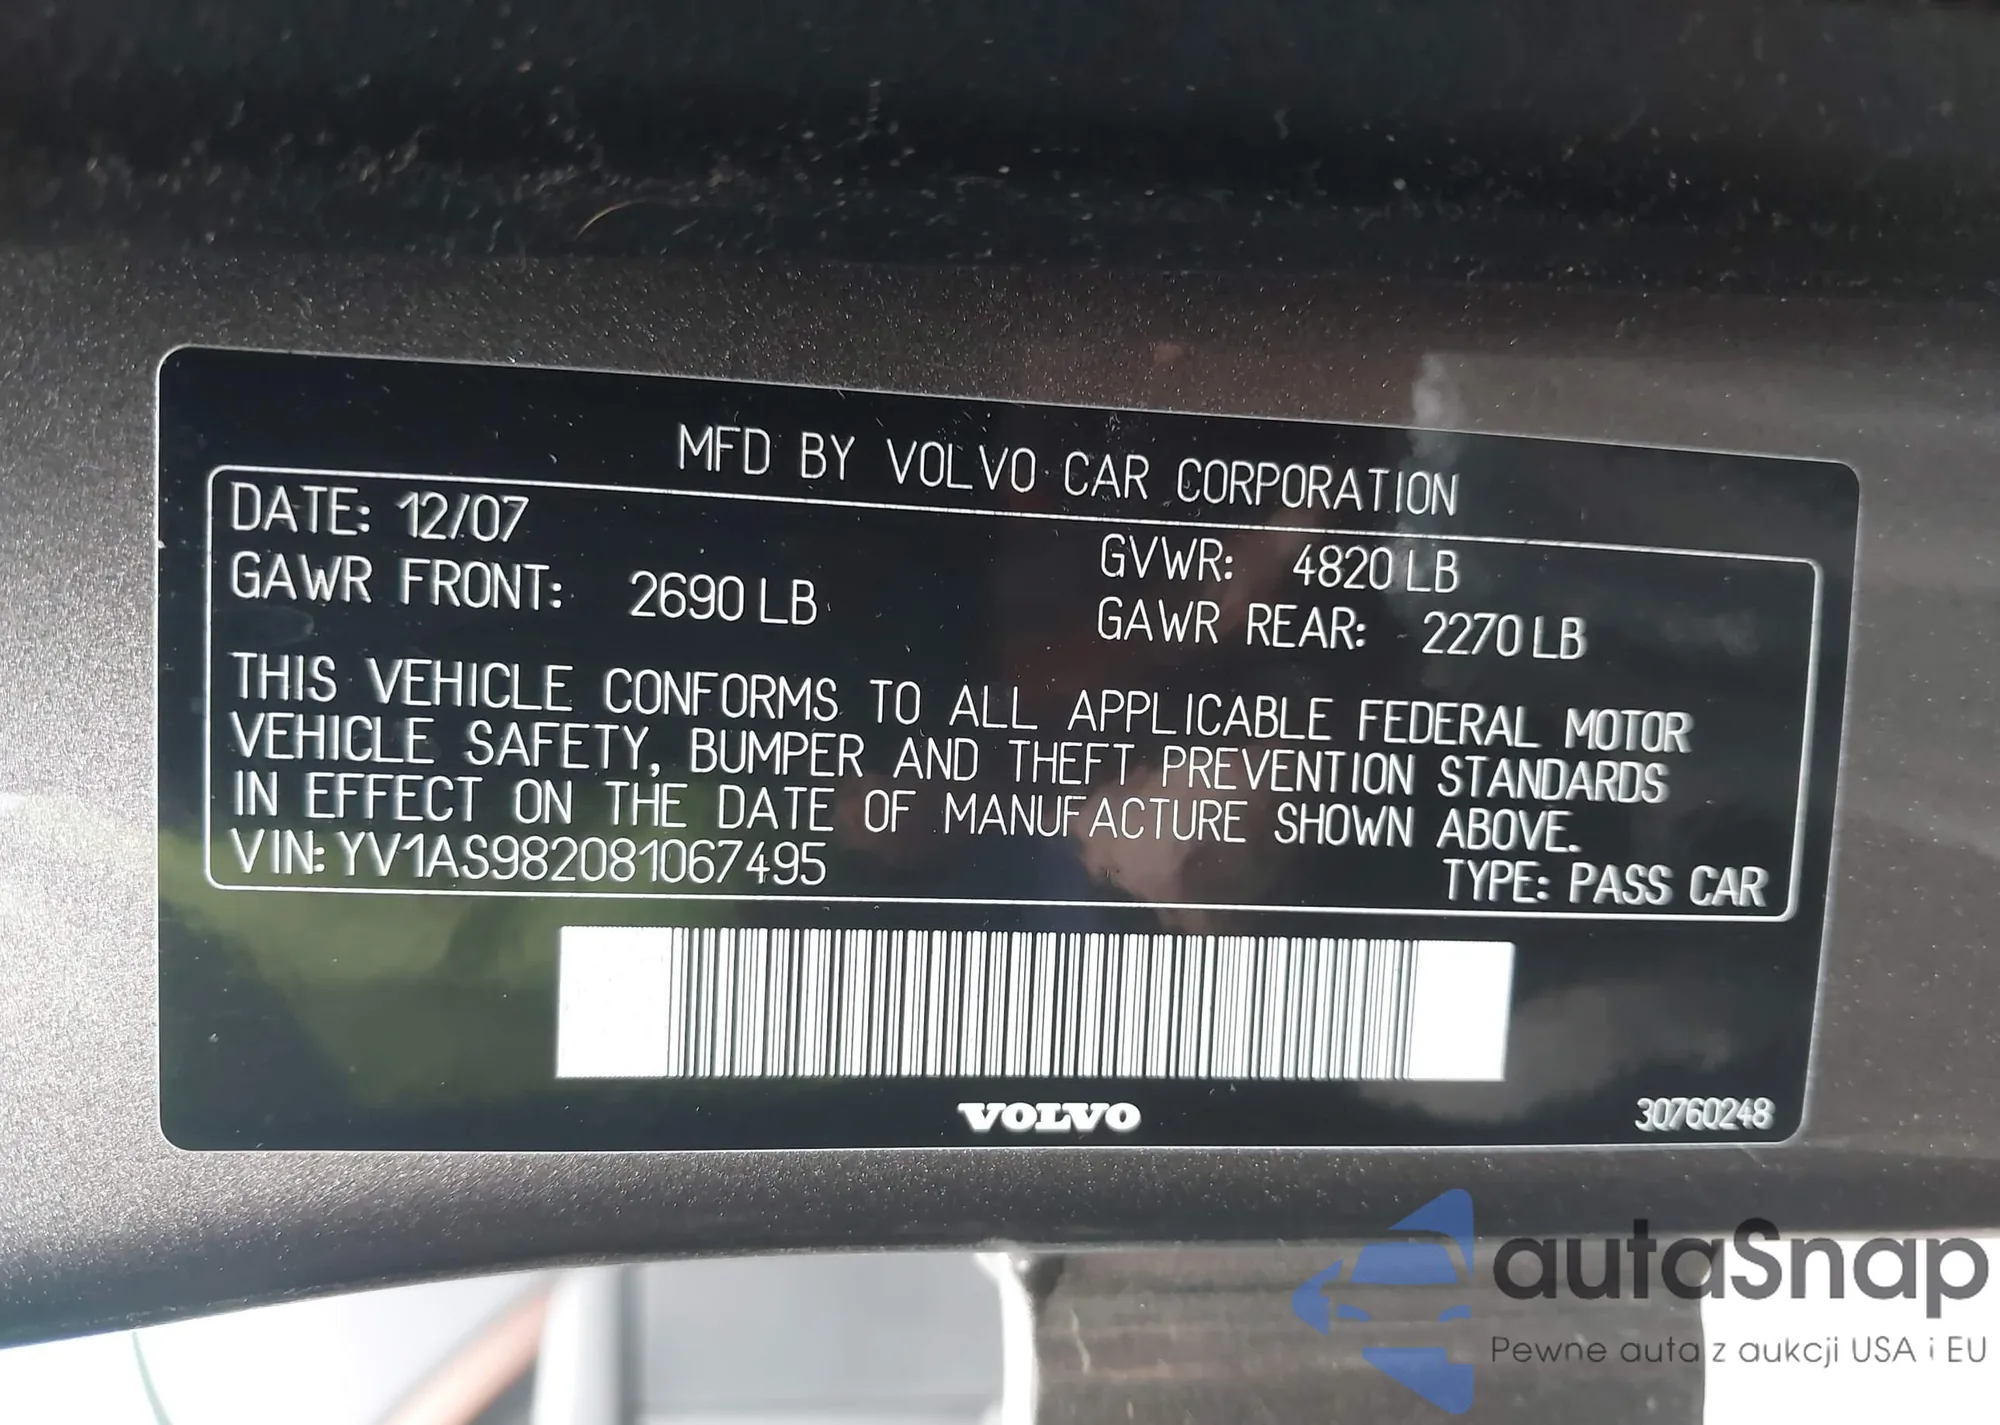 MFD BY VOLVO CAR CORPORATION
DATE: 12/07
GVWR: 4820 LB
GAWR FRONT: 2690 LB
GAWR REAR: 2270 LB
THIS VEHICLE CONFORMS TO ALL APPLICABLE FEDERAL MOTOR
VEHICLE SAFETY, BUMPER AND THEFT PREVENTION STANDARDS
IN EFFECT ON THE DATE OF MANUFACTURE SHOWN ABOVE.
VIN: YV1AS982081067495
TYPE: PASS CAR
VOLVO
30760248
autaSnap
Pewne auta z aukcji USA i EU